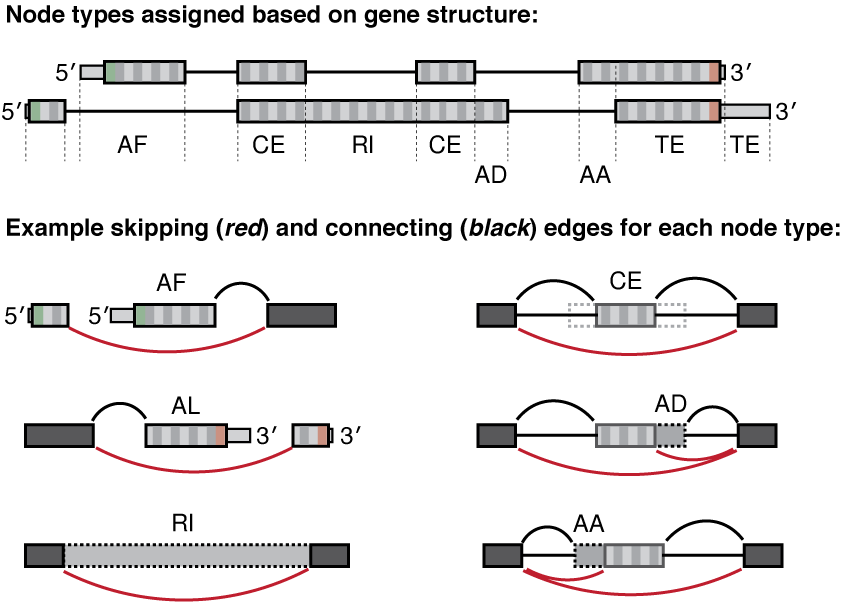 Node types assigned based on gene structure:
5′ 3′
5′ 3′
AF CE RI CE TE TE
AD AA
Example skipping (red) and connecting (black) edges for each node type:
AF CE
5′ 5′
AL AD
3′ 3′
RI AA